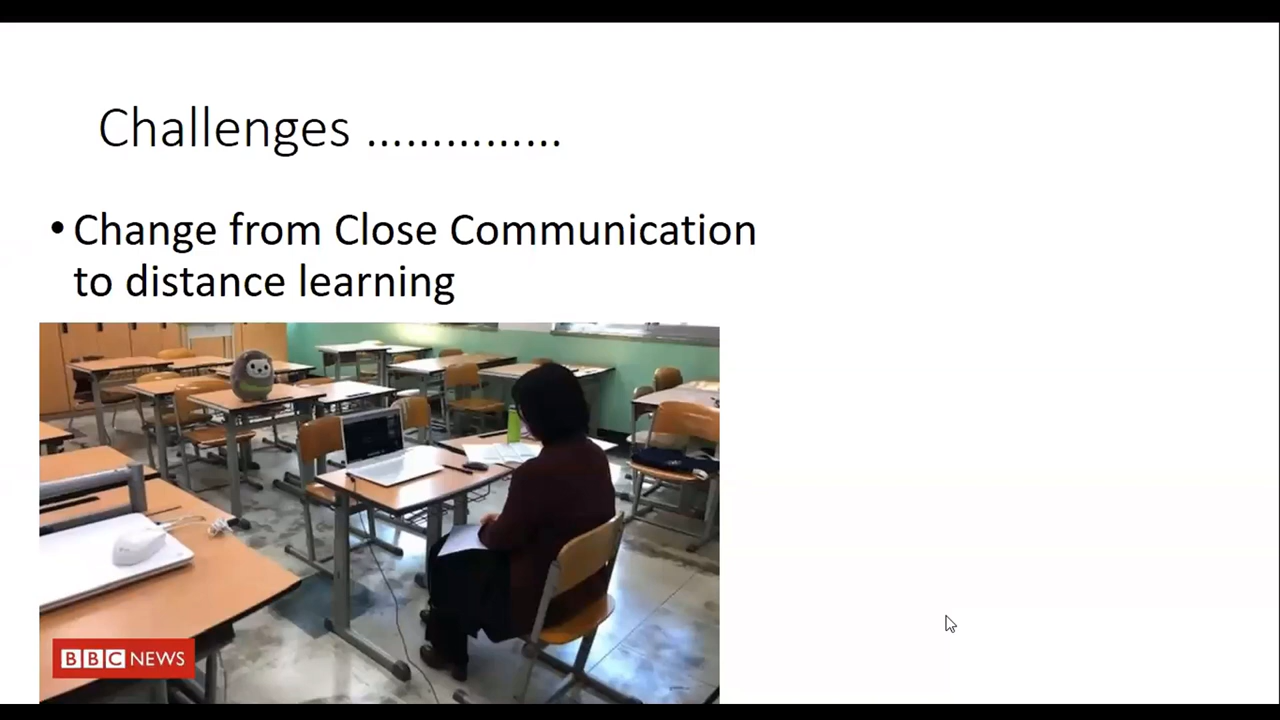 Challenges ...............
• Change from Close Communication
to distance learning
BBC NEWS